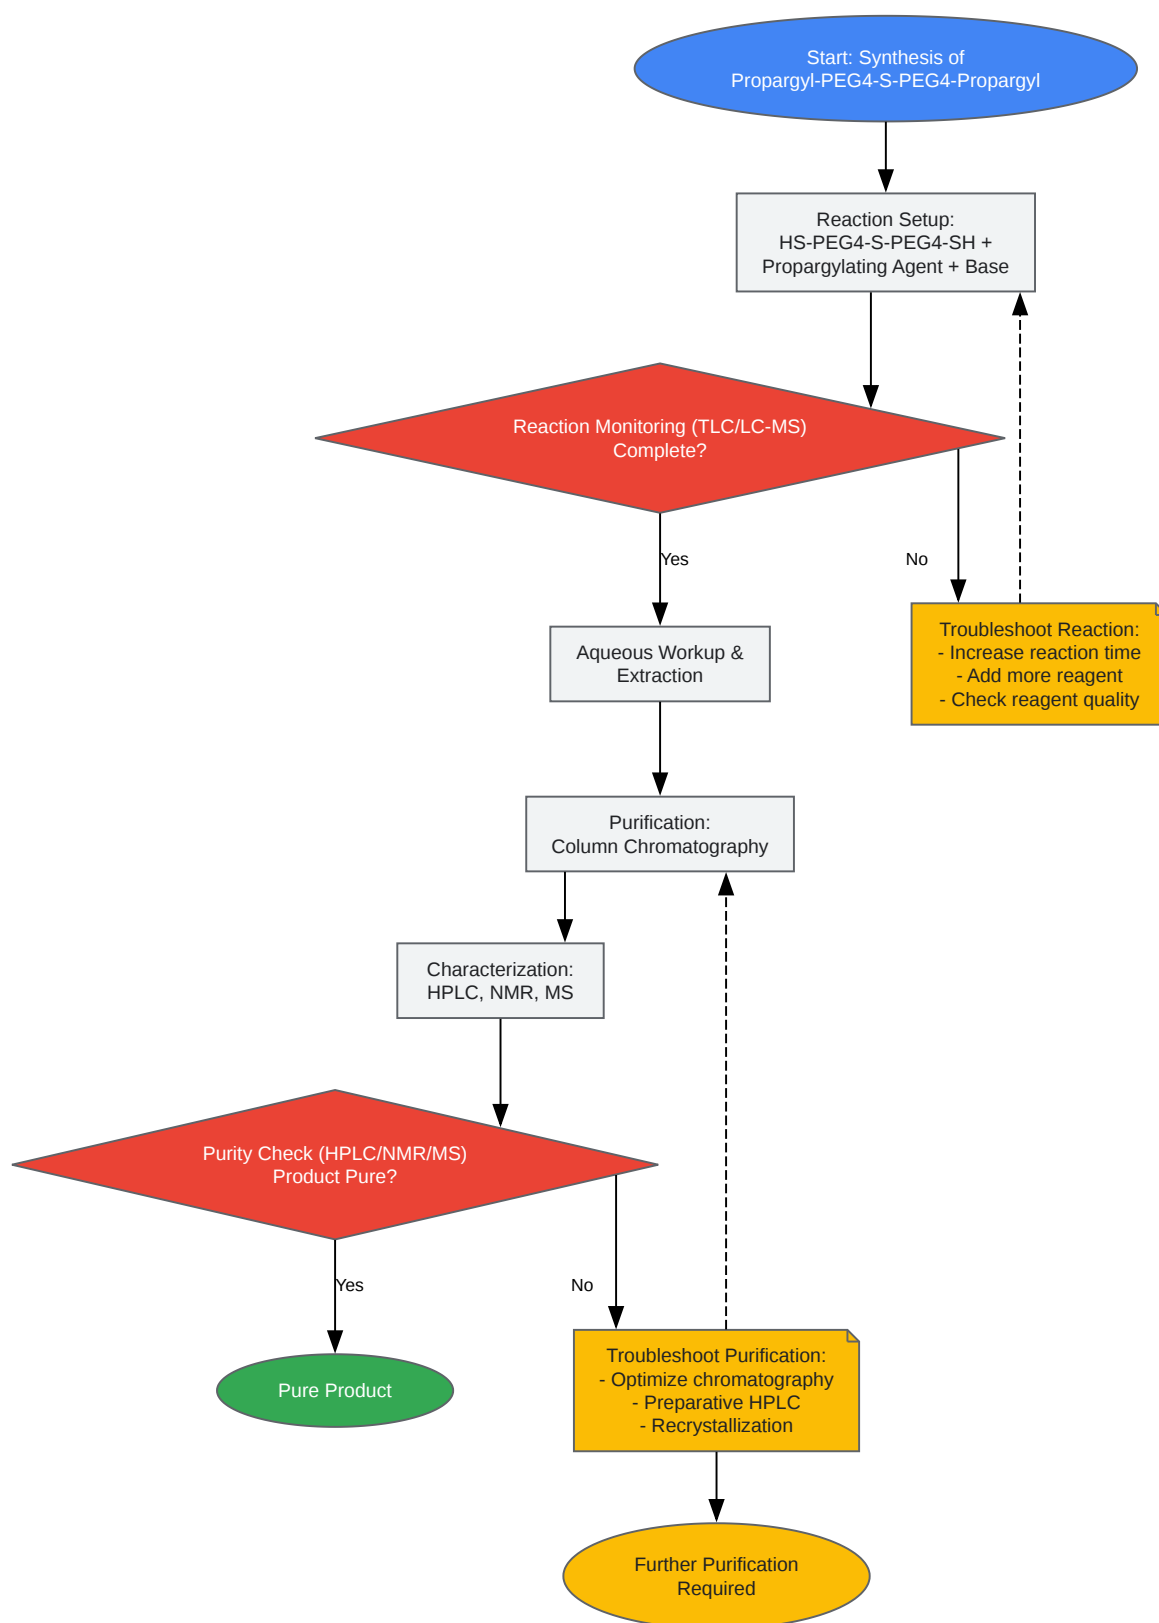 Start: Synthesis of
Propargyl-PEG4-S-PEG4-Propargyl
Reaction Setup:
HS-PEG4-S-PEG4-SH +
Propargylating Agent + Base
Reaction Monitoring (TLC/LC-MS)
Complete?
Yes
No
Troubleshoot Reaction:
- Increase reaction time
- Add more reagent
- Check reagent quality
Aqueous Workup &
Extraction
Purification:
Column Chromatography
Characterization:
HPLC, NMR, MS
Purity Check (HPLC/NMR/MS)
Product Pure?
Yes
No
Pure Product
Troubleshoot Purification:
- Optimize chromatography
- Preparative HPLC
- Recrystallization
Further Purification
Required